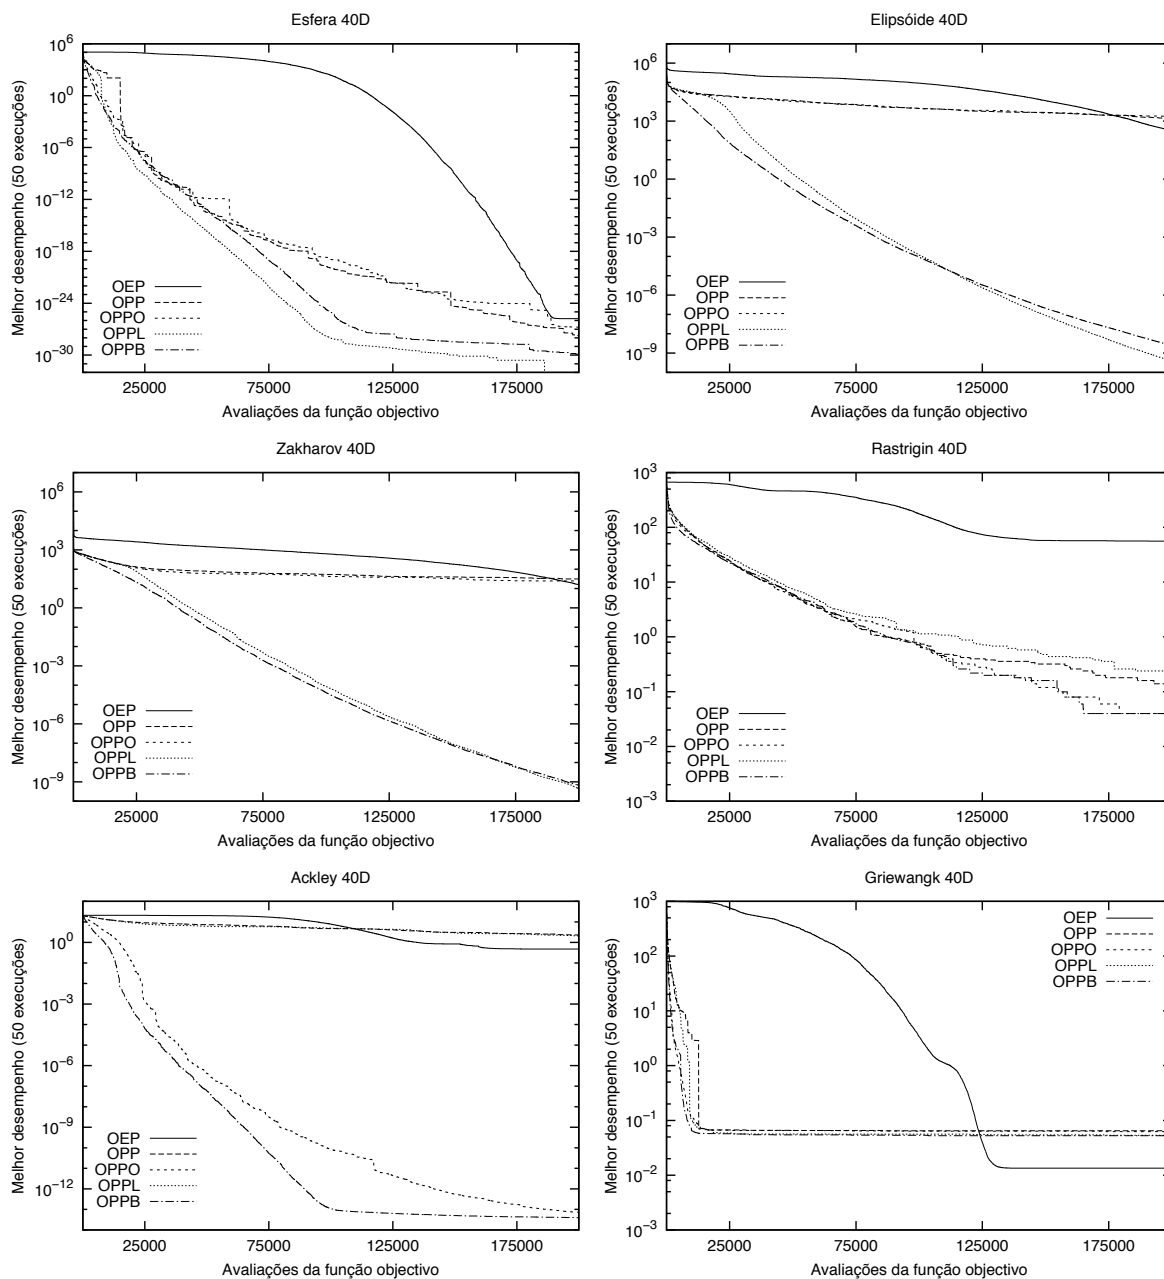 Esfera 40D
Melhor desempenho (50 execuções)
10^6
10^0
10^-6
10^-12
10^-18
10^-24
10^-30
OEP
OPP
OPPO
OPPL
OPPB
25000 75000 125000 175000
Avaliações da função objectivo
Elipsóide 40D
Melhor desempenho (50 execuções)
10^6
10^3
10^0
10^-3
10^-6
10^-9
OEP
OPP
OPPO
OPPL
OPPB
25000 75000 125000 175000
Avaliações da função objectivo
Zakharov 40D
Melhor desempenho (50 execuções)
10^6
10^3
10^0
10^-3
10^-6
10^-9
OEP
OPP
OPPO
OPPL
OPPB
25000 75000 125000 175000
Avaliações da função objectivo
Rastrigin 40D
Melhor desempenho (50 execuções)
10^3
10^2
10^1
10^0
10^-1
10^-2
10^-3
OEP
OPP
OPPO
OPPL
OPPB
25000 75000 125000 175000
Avaliações da função objectivo
Ackley 40D
Melhor desempenho (50 execuções)
10^0
10^-3
10^-6
10^-9
10^-12
OEP
OPP
OPPO
OPPL
OPPB
25000 75000 125000 175000
Avaliações da função objectivo
Griewangk 40D
Melhor desempenho (50 execuções)
10^3
10^2
10^1
10^0
10^-1
10^-2
10^-3
OEP
OPP
OPPO
OPPL
OPPB
25000 75000 125000 175000
Avaliações da função objectivo